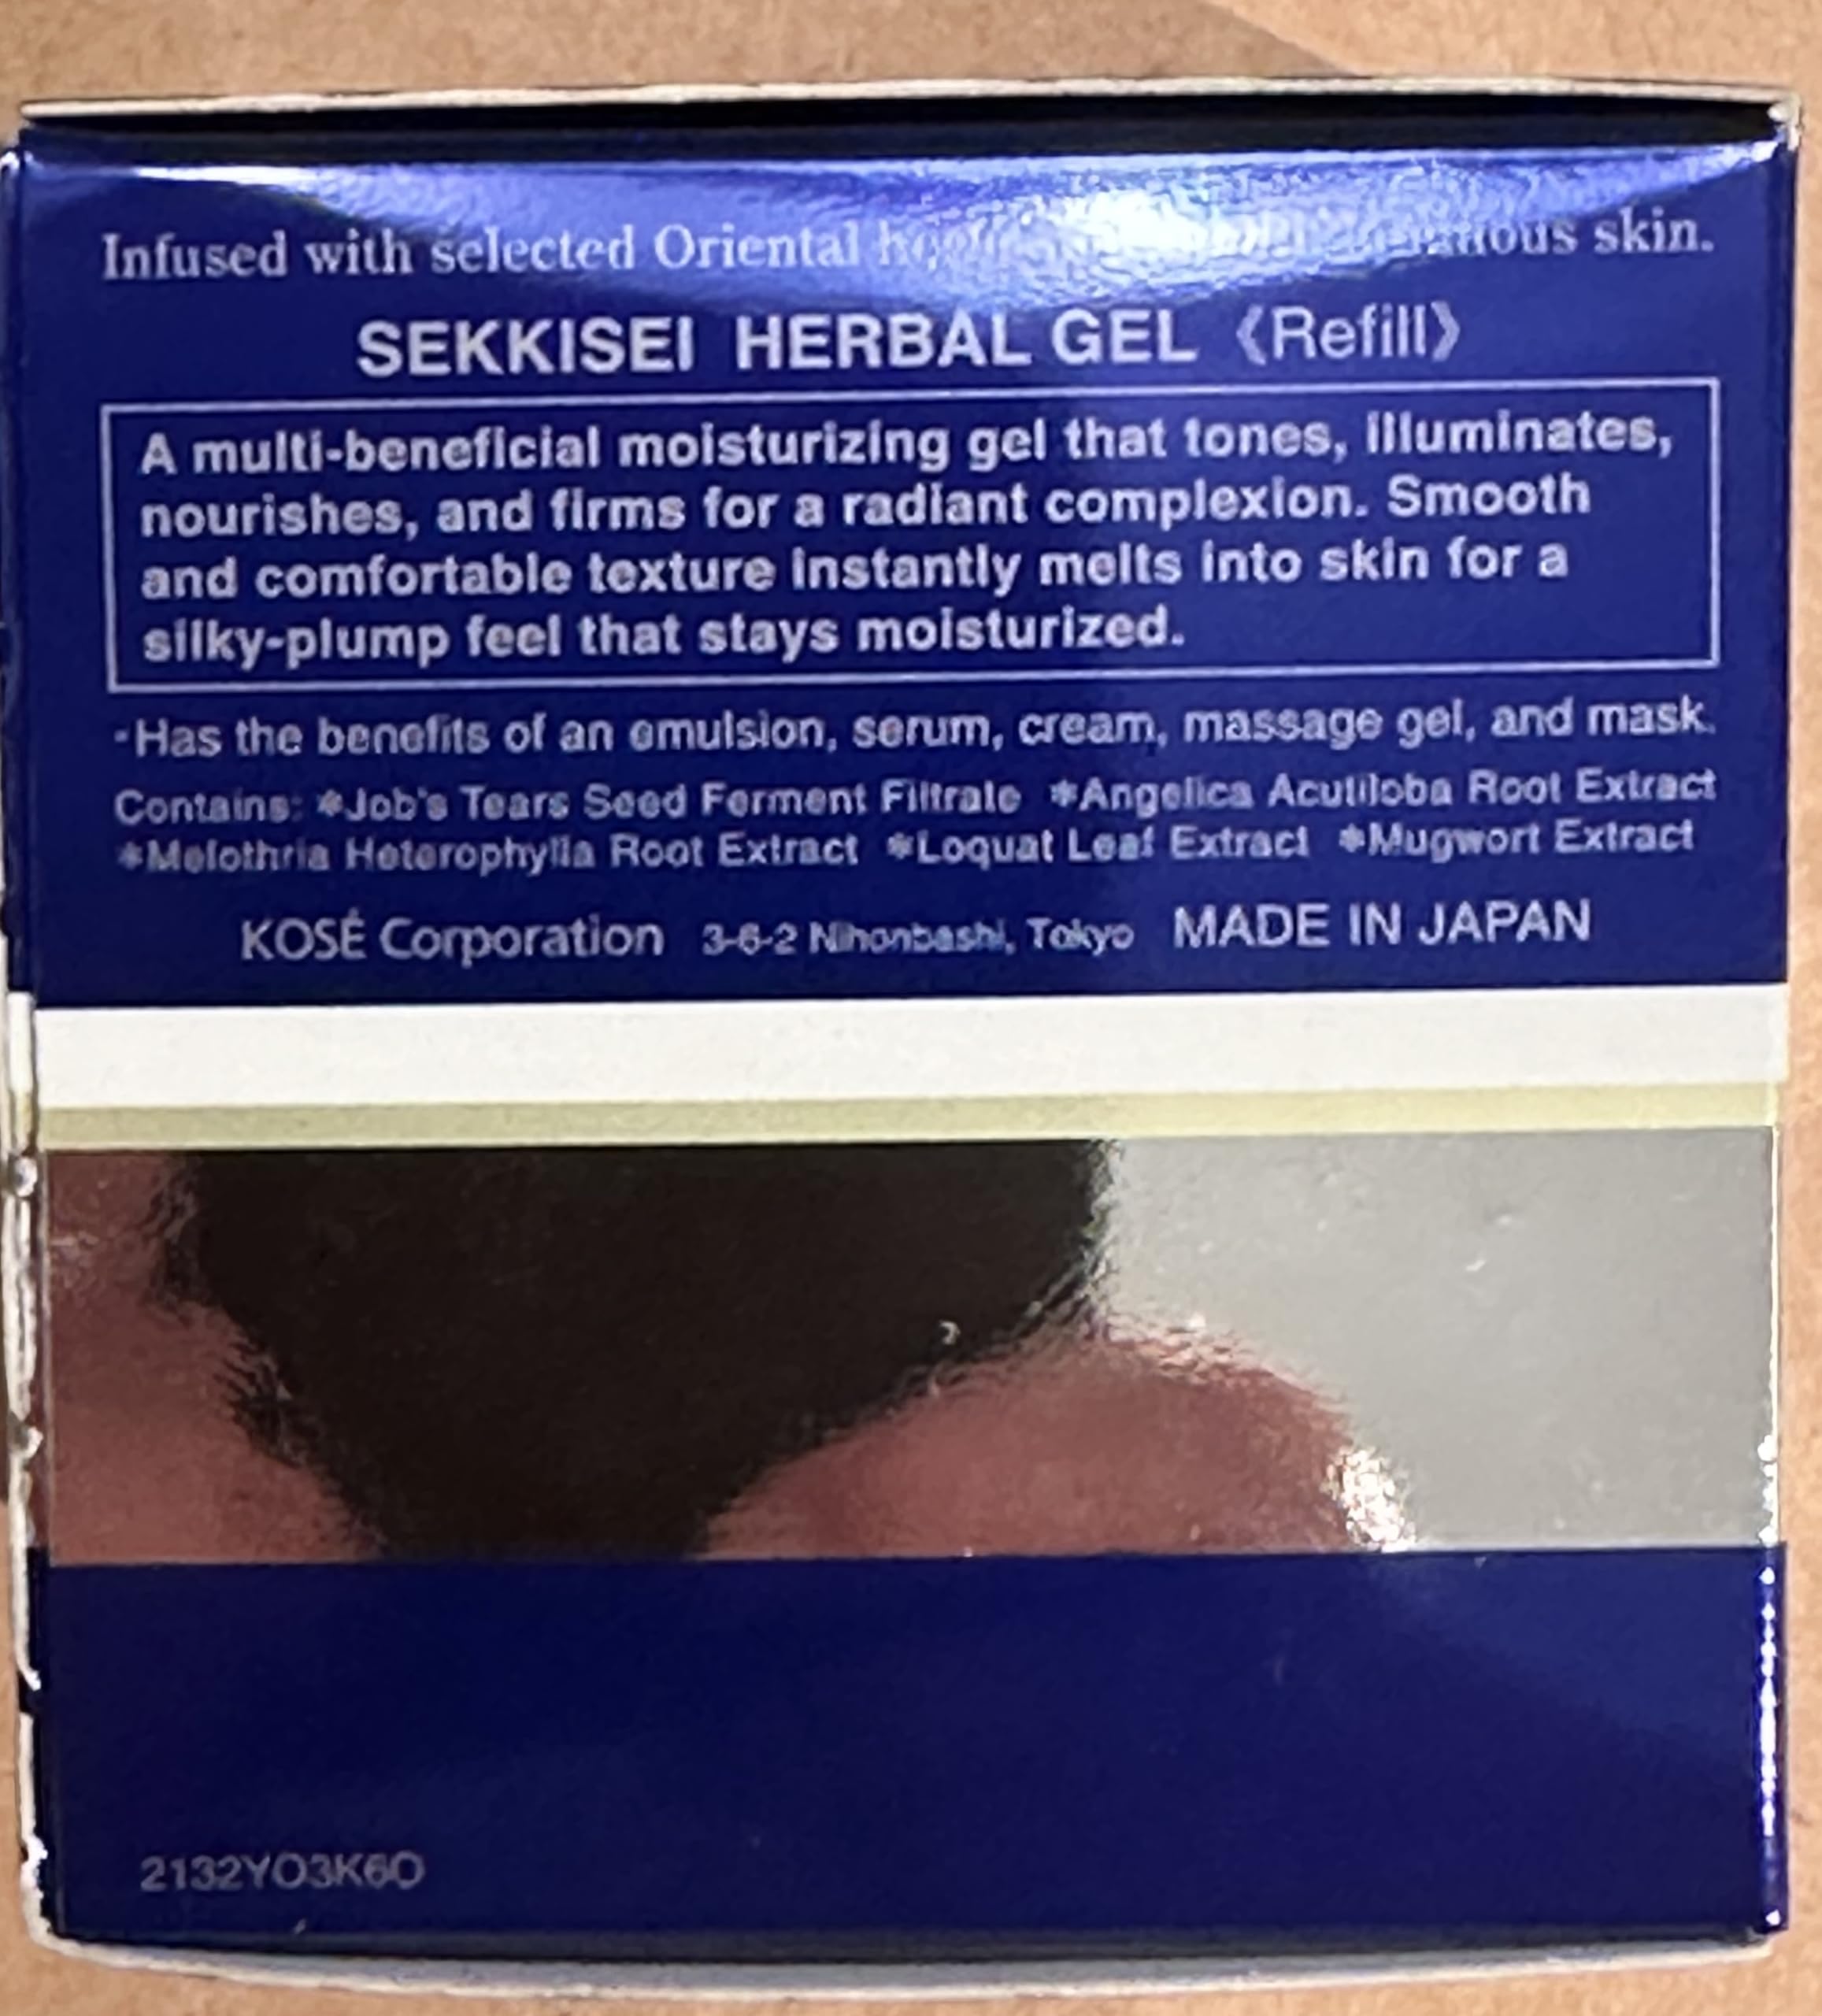 Infused with selected Oriental skin.
SEKKISEI HERBAL GEL 《Refill》
A multi-beneficial moisturizing gel that tones, illuminates,
nourishes, and firms for a radiant complexion. Smooth
and comfortable texture instantly melts into skin for a
silky-plump feel that stays moisturized.
･Has the benefits of an emulsion, serum, cream, massage gel, and mask.
Contains: *Job's Tears Seed Ferment Filtrate *Angelica Acutiloba Root Extract
*Melothria Heterophylla Root Extract *Loquat Leaf Extract *Mugwort Extract
KOSÉ Corporation 3-6-2 Nihonbashi, Tokyo MADE IN JAPAN
2132YO3K6O